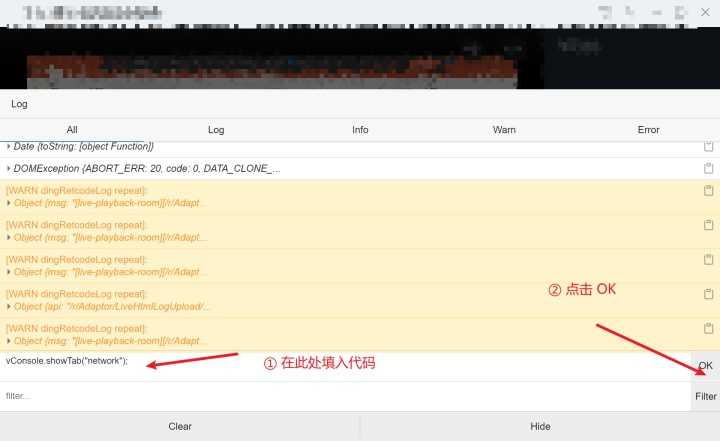 Log
All Log Info Warn Error
Date {toString: [object Function]}
DOMException {ABORT_ERR: 20, code: 0, DATA_CLONE_...
[WARN dingRetcodeLog repeat]:
Object {msg: "[live-playback-room][/r/Adapt...
[WARN dingRetcodeLog repeat]:
Object {msg: "[live-playback-room][/r/Adapt...
[WARN dingRetcodeLog repeat]:
Object {msg: "[live-playback-room][/r/Adapt...
[WARN dingRetcodeLog repeat]:
Object {api: "/r/Adaptor/LiveHtmlLogUpload/...
② 点击 OK
[WARN dingRetcodeLog repeat]:
Object {msg: "[live-playback-room][/r/Adapt...
vConsole.showTab("network");
① 在此处填入代码
OK
filter...
Filter
Clear Hide